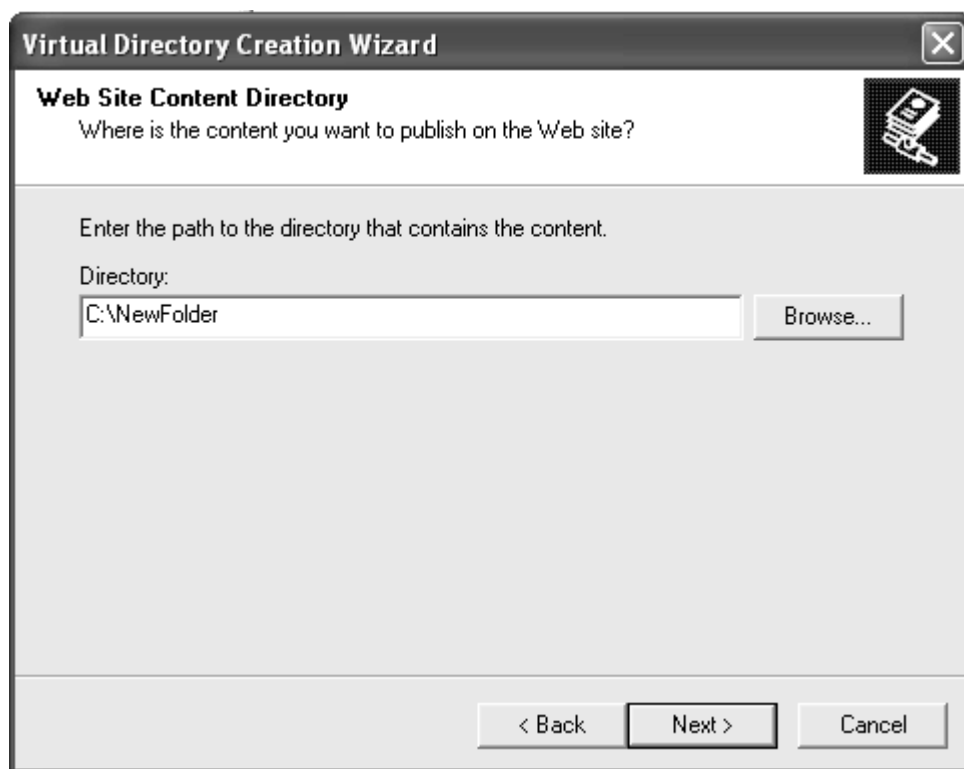 Virtual Directory Creation Wizard
Web Site Content Directory
Where is the content you want to publish on the Web site?
Enter the path to the directory that contains the content.
Directory:
C:\NewFolder
Browse...
< Back
Next >
Cancel